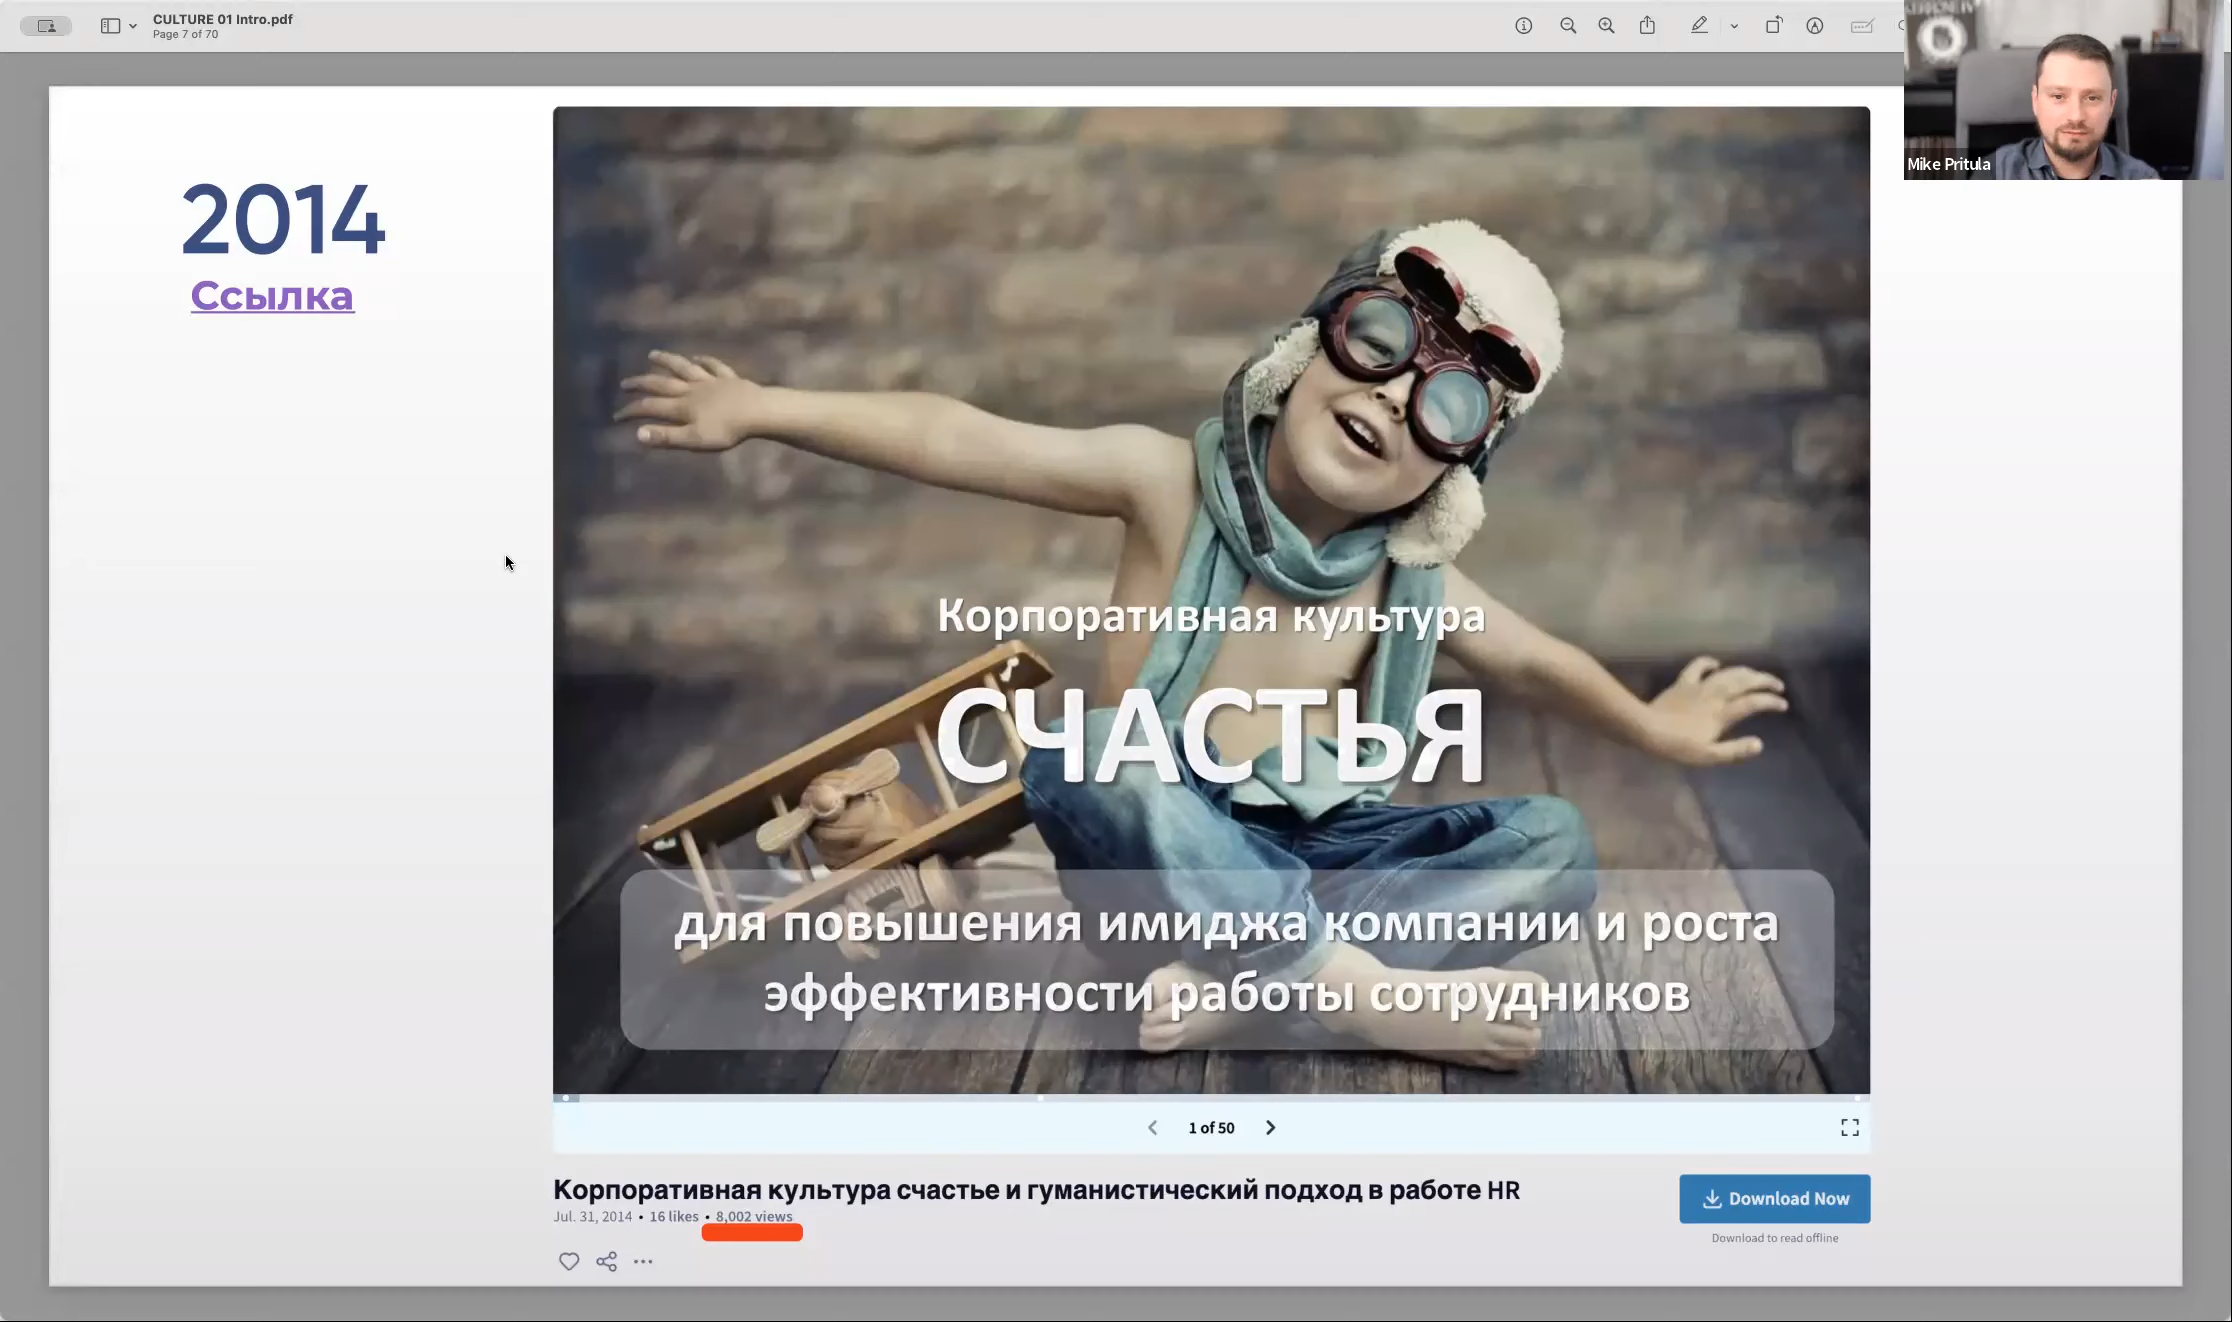 CULTURE 01 Intro.pdf
Page 7 of 70
Mike Pritula
2014
Ссылка
Корпоративная культура
СЧАСТЬЯ
для повышения имиджа компании и роста
эффективности работы сотрудников
1 of 50
Корпоративная культура счастье и гуманистический подход в работе HR
Jul. 31, 2014 • 16 likes • 8,002 views
Download Now
Download to read offline